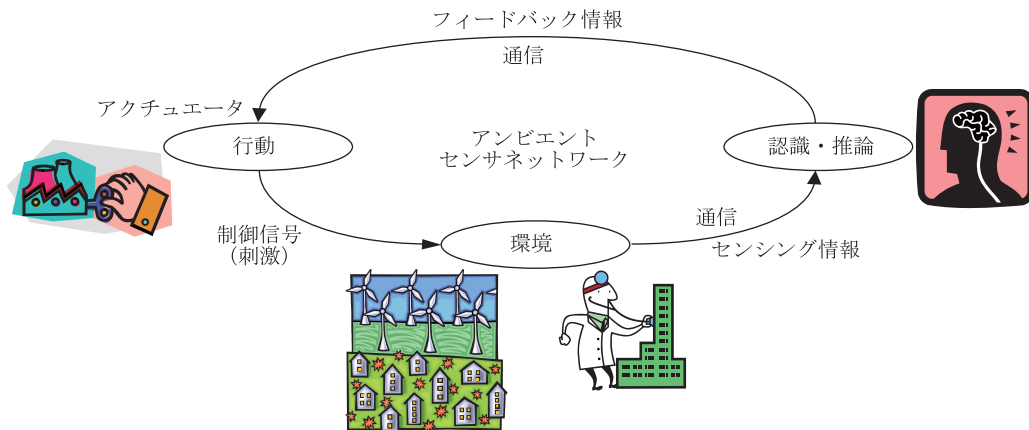 フィードバック情報
通信
アクチュエータ
行動
アンビエント
センサネットワーク
認識・推論
制御信号
（刺激）
環境
通信
センシング情報